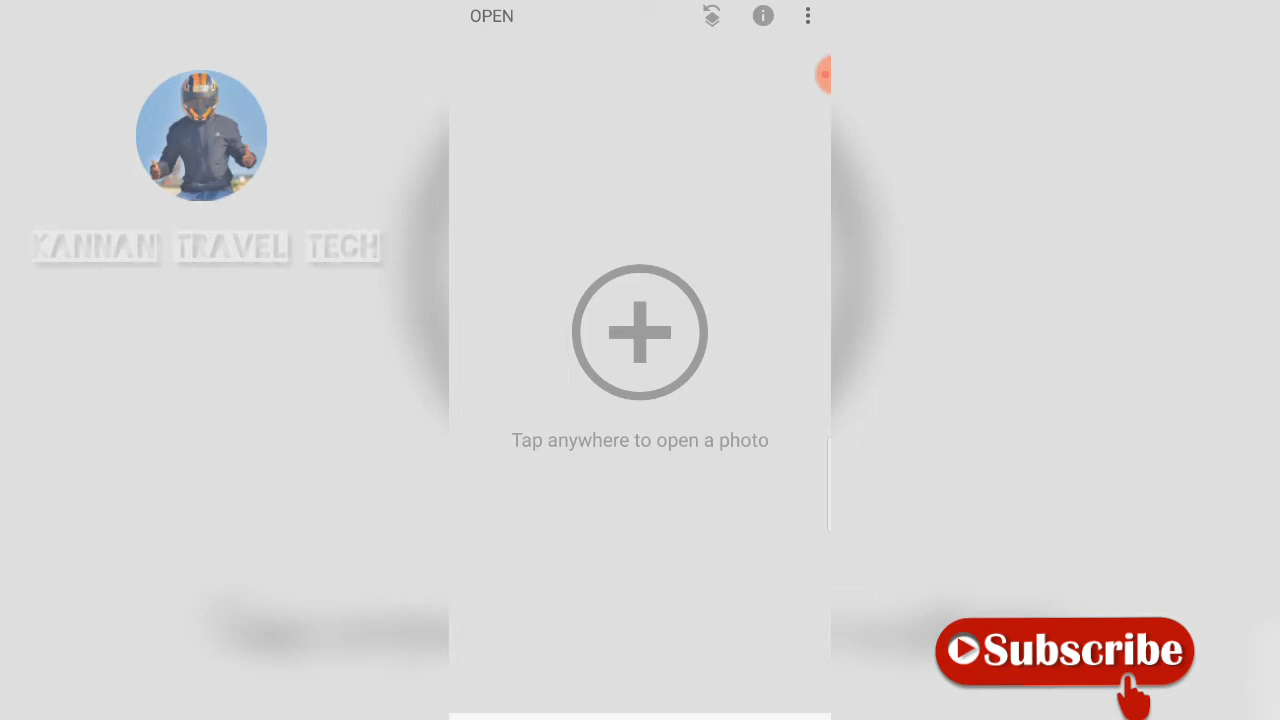 OPEN
KANNAN TRAVEL TECH
Tap anywhere to open a photo
Subscribe